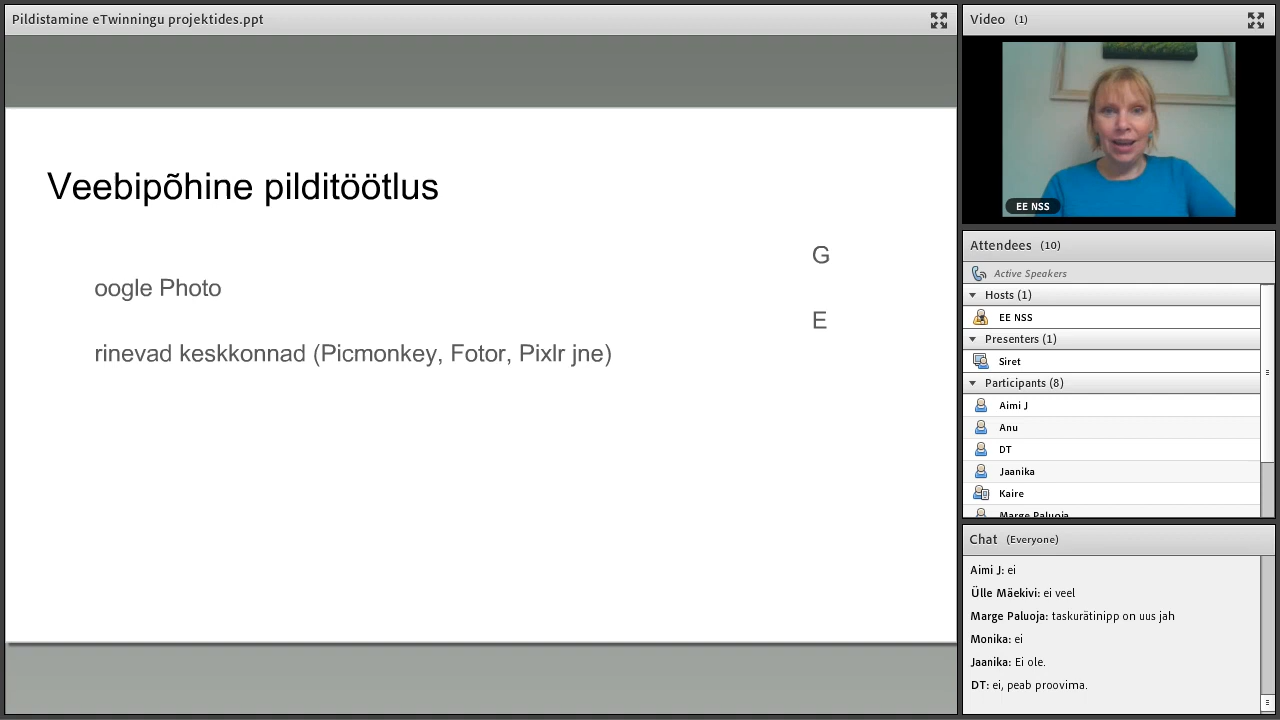 Pildistamine eTwinningu projektides.ppt
Veebipõhine pilditöötlus
G
oogle Photo
E
rinevad keskkonnad (Picmonkey, Fotor, Pixlr jne)
Video (1)
EE NSS
Attendees (10)
Active Speakers
Hosts (1)
EE NSS
Presenters (1)
Siret
Participants (8)
Aimi J
Anu
DT
Jaanika
Kaire
Marge Paluoja
Chat (Everyone)
Aimi J: ei
Ülle Mäekivi: ei veel
Marge Paluoja: taskurätinipp on uus jah
Monika: ei
Jaanika: Ei ole.
DT: ei, peab proovima.